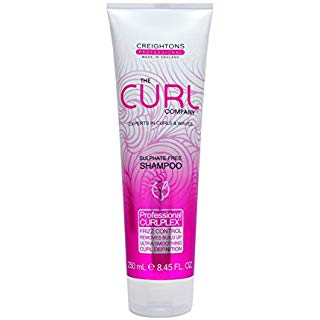 CREIGHTONS
PROFESSIONAL
MADE IN ENGLAND
THE
CURL
COMPANY
EXPERTS IN CURLS & WAVES
SULPHATE FREE
SHAMPOO
Professional
CURLPLEX
FRIZZ CONTROL
REMOVES BUILD UP
ULTRA SMOOTHING
CURL DEFINITION
250 mL e 8.45 FL. OZ